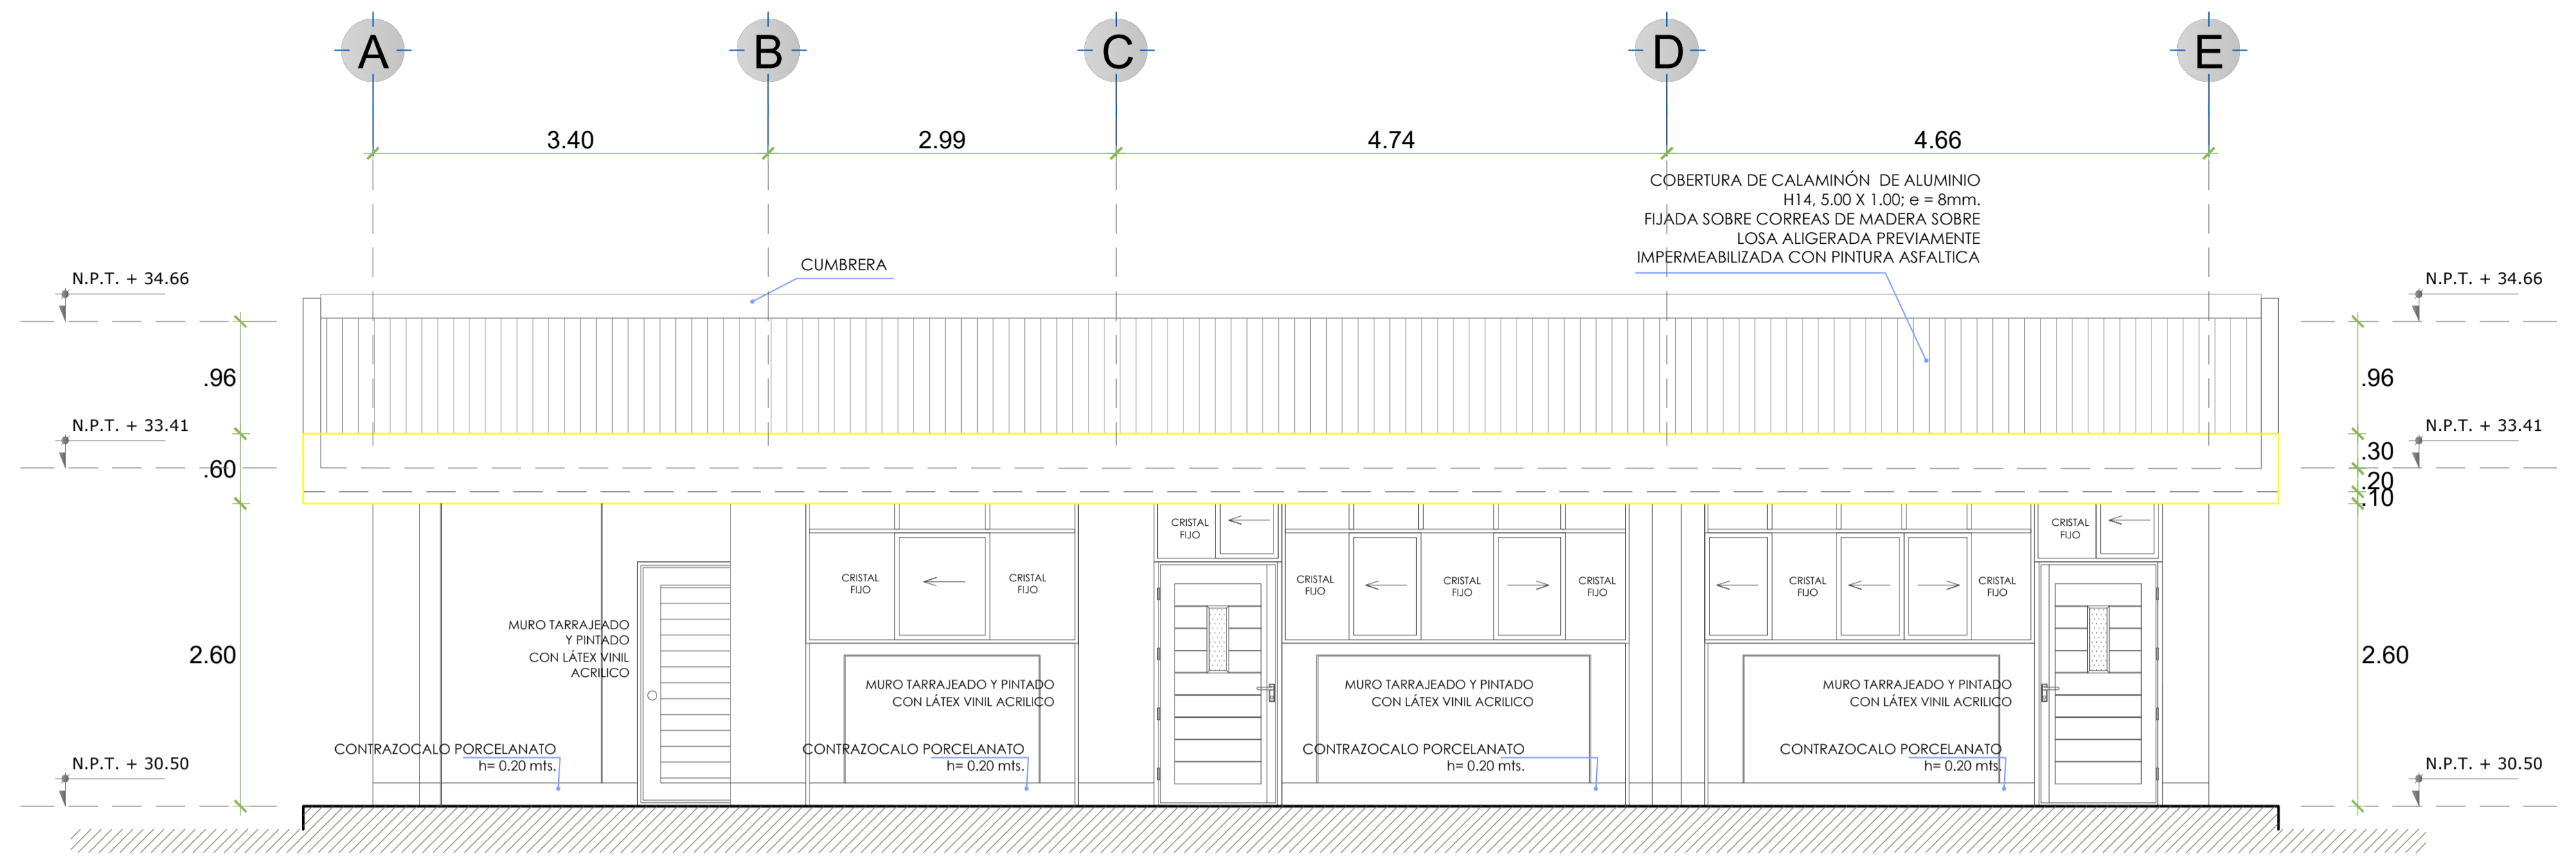 A
B
C
D
E
3.40
2.99
4.74
4.66
COBERTURA DE CALAMINÓN DE ALUMINIO
H14, 5.00 X 1.00; e = 8mm.
FIJADA SOBRE CORREAS DE MADERA SOBRE
LOSA ALIGERADA PREVIAMENTE
IMPERMEABILIZADA CON PINTURA ASFALTICA
CUMBRERA
N.P.T. + 34.66
N.P.T. + 34.66
.96
.96
N.P.T. + 33.41
N.P.T. + 33.41
.60
.30
.20
.10
CRISTAL
FIJO
CRISTAL
FIJO
CRISTAL
FIJO
CRISTAL
FIJO
CRISTAL
FIJO
CRISTAL
FIJO
CRISTAL
FIJO
CRISTAL
FIJO
CRISTAL
FIJO
2.60
2.60
MURO TARRAJEADO
Y PINTADO
CON LÁTEX VINIL
ACRILICO
MURO TARRAJEADO Y PINTADO
CON LÁTEX VINIL ACRILICO
MURO TARRAJEADO Y PINTADO
CON LÁTEX VINIL ACRILICO
MURO TARRAJEADO Y PINTADO
CON LÁTEX VINIL ACRILICO
CONTRAZOCALO PORCELANATO
h= 0.20 mts.
CONTRAZOCALO PORCELANATO
h= 0.20 mts.
CONTRAZOCALO PORCELANATO
h= 0.20 mts.
CONTRAZOCALO PORCELANATO
h= 0.20 mts.
N.P.T. + 30.50
N.P.T. + 30.50